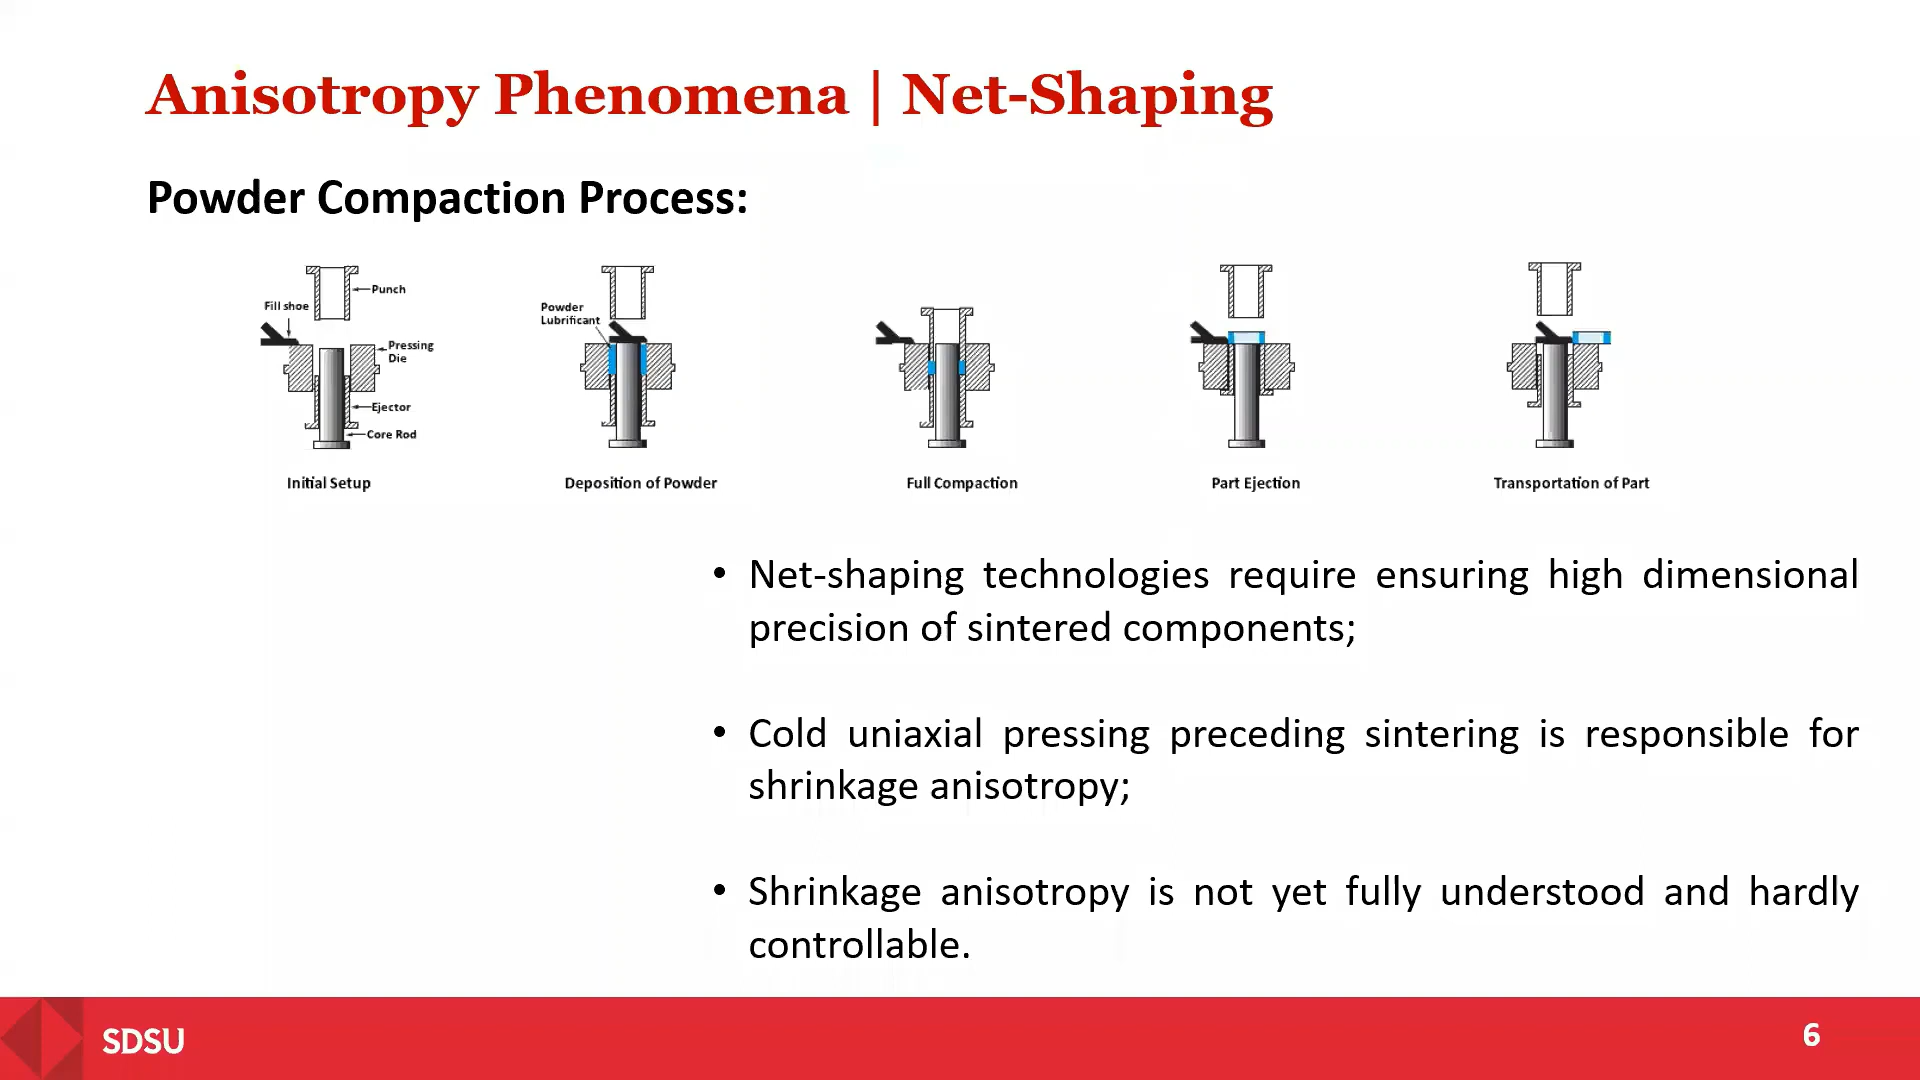 Anisotropy Phenomena | Net-Shaping
Powder Compaction Process:
Fill shoe
Punch
Pressing
Die
Ejector
Core Rod
Initial Setup
Powder
Lubrificant
Deposition of Powder
Full Compaction
Part Ejection
Transportation of Part
• Net-shaping technologies require ensuring high dimensional
precision of sintered components;
• Cold uniaxial pressing preceding sintering is responsible for
shrinkage anisotropy;
• Shrinkage anisotropy is not yet fully understood and hardly
controllable.
SDSU
6